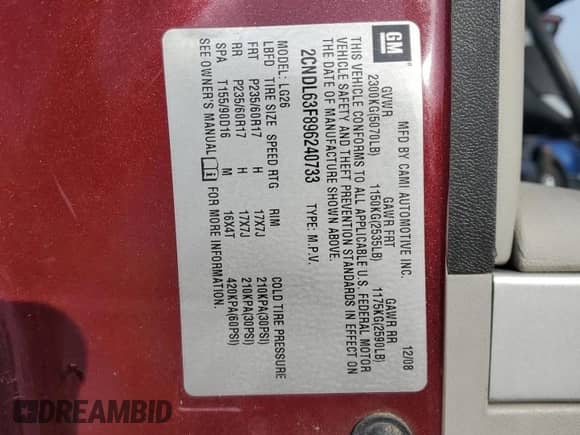 GM
MFD BY CAMI AUTOMOTIVE INC. 12/08
GVWR GAWR FRT GAWR RR
2300KG(5070LB) 1150KG(2535LB) 1175KG(2590LB)
THIS VEHICLE CONFORMS TO ALL APPLICABLE U.S. FEDERAL MOTOR
VEHICLE SAFETY AND THEFT PREVENTION STANDARDS IN EFFECT ON
THE DATE OF MANUFACTURE SHOWN ABOVE.
2CNDL63F896240733 TYPE: M.P.V.
MODEL: LG26
LBFD TIRE SIZE SPEED RTG RIM COLD TIRE PRESSURE
FRT P235/60R17 H 17X7J 210KPA(30PSI)
RR P235/60R17 H 17X7J 210KPA(30PSI)
SPA T155/90D16 M 16X4T 420KPA(60PSI)
SEE OWNER'S MANUAL i FOR MORE INFORMATION.
DREAMBID